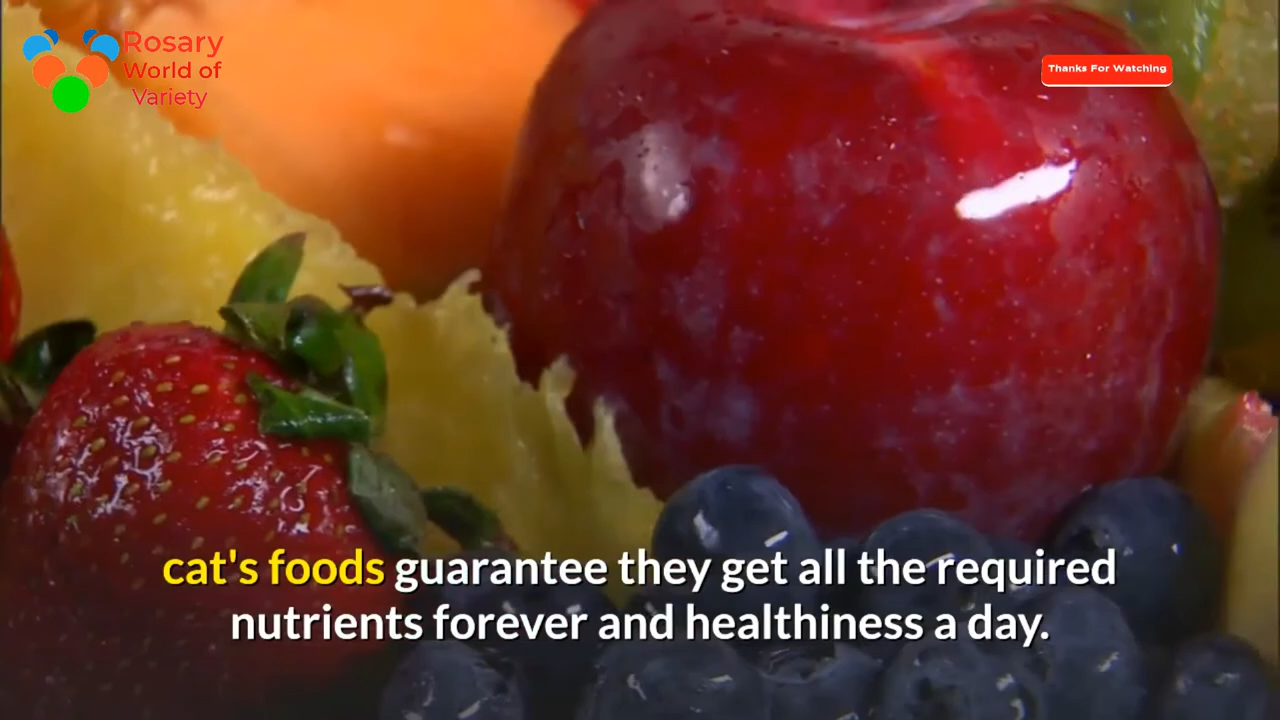 Rosary
World of
Variety
Thanks For Watching
cat's foods guarantee they get all the required
nutrients forever and healthiness a day.